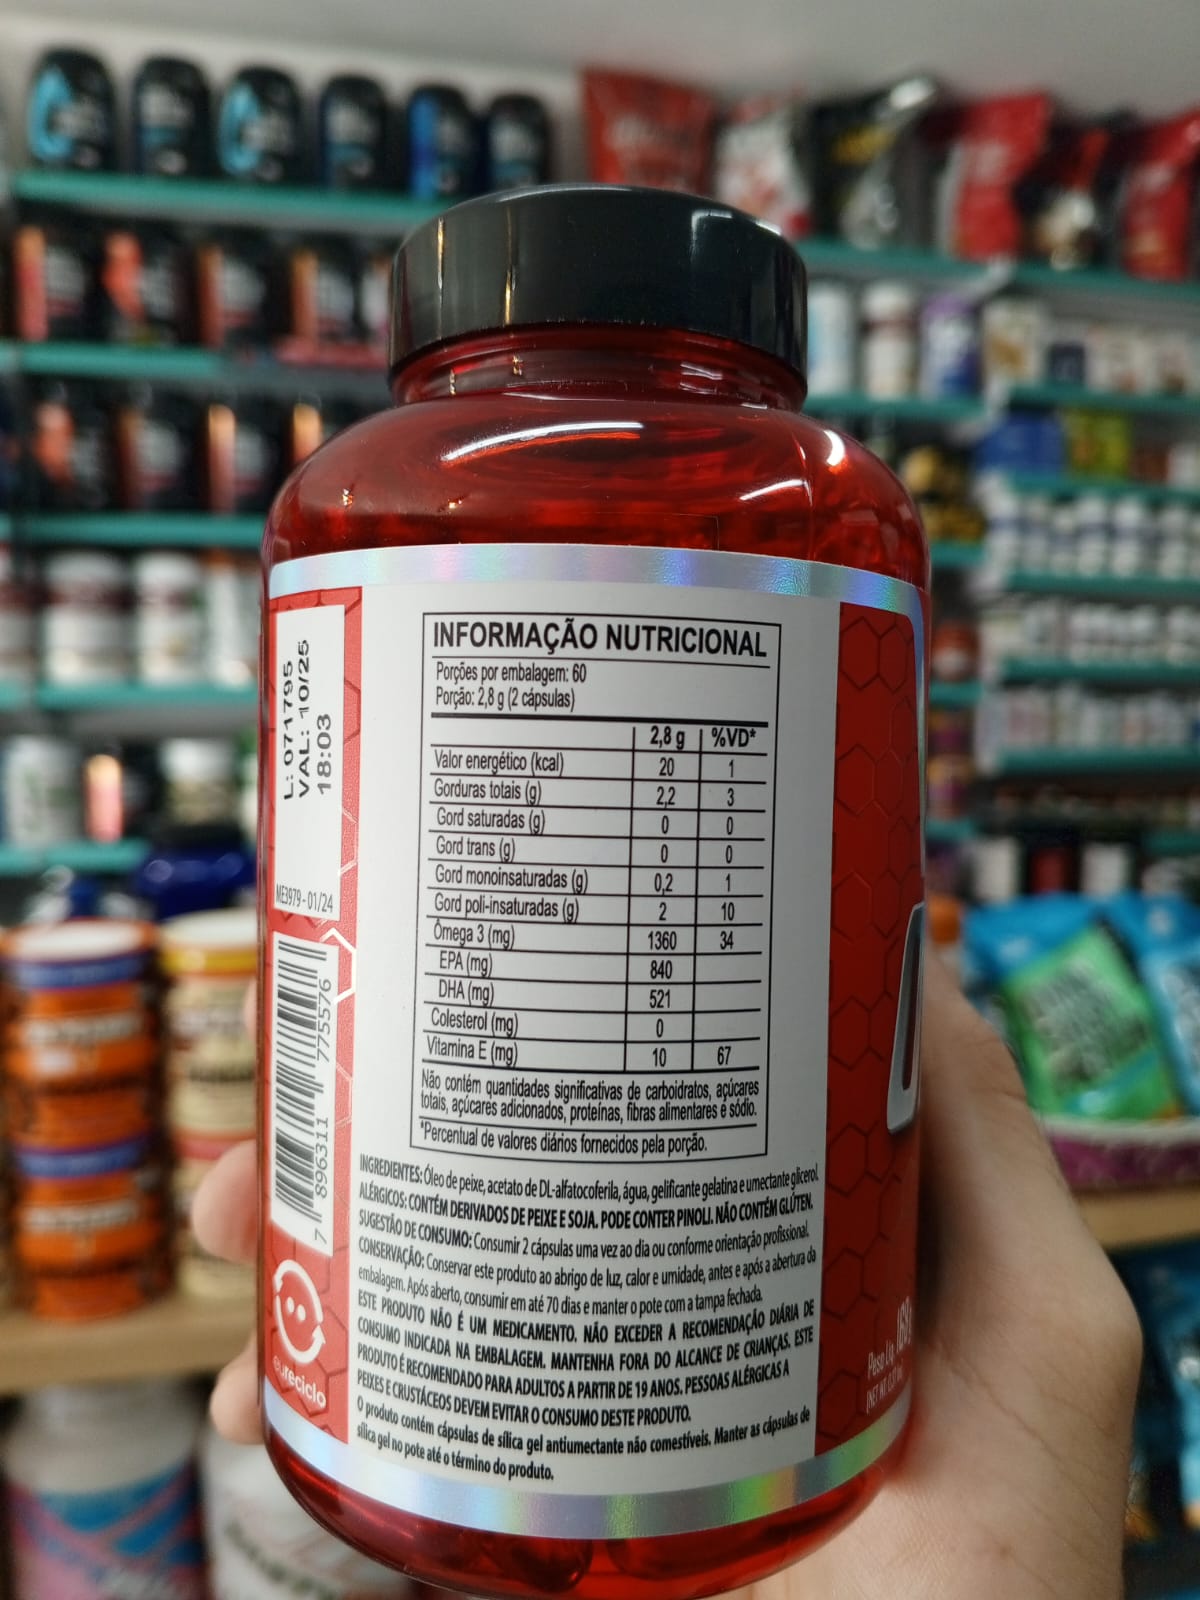 INFORMAÇÃO NUTRICIONAL
Porções por embalagem: 60
Porção: 2,8 g (2 cápsulas)
2,8 g %VD*
Valor energético (kcal) 20 1
Gorduras totais (g) 2,2 3
Gord saturadas (g) 0 0
Gord trans (g) 0 0
Gord monoinsaturadas (g) 0,2 1
Gord poli-insaturadas (g) 2 10
Ômega 3 (mg) 1360 34
EPA (mg) 840
DHA (mg) 521
Colesterol (mg) 0
Vitamina E (mg) 10 67
Não contém quantidades significativas de carboidratos, açúcares
totais, açúcares adicionados, proteínas, fibras alimentares e sódio.
*Percentual de valores diários fornecidos pela porção.
INGREDIENTES: Óleo de peixe, acetato de DL-alfatocoferila, água, gelificante gelatina e umectante glicerol.
ALÉRGICOS: CONTÉM DERIVADOS DE PEIXE E SOJA. PODE CONTER PINOLI. NÃO CONTÉM GLÚTEN.
SUGESTÃO DE CONSUMO: Consumir 2 cápsulas uma vez ao dia ou conforme orientação profissional.
CONSERVAÇÃO: Conservar este produto ao abrigo de luz, calor e umidade, antes e após a abertura da
embalagem. Após aberto, consumir em até 70 dias e manter o pote com a tampa fechada.
ESTE PRODUTO NÃO É UM MEDICAMENTO. NÃO EXCEDER A RECOMENDAÇÃO DIÁRIA DE
CONSUMO INDICADA NA EMBALAGEM. MANTENHA FORA DO ALCANCE DE CRIANÇAS. ESTE
PRODUTO É RECOMENDADO PARA ADULTOS A PARTIR DE 19 ANOS. PESSOAS ALÉRGICAS A
PEIXES E CRUSTÁCEOS DEVEM EVITAR O CONSUMO DESTE PRODUTO.
O produto contém cápsulas de sílica gel antiumectante não comestíveis. Manter as cápsulas de
sílica gel no pote até o término do produto.
L: 071795
VAL: 10/25
18:03
ME3979 - 01/24
7 896311 775576
eureciclo
Peso Líq. 168g